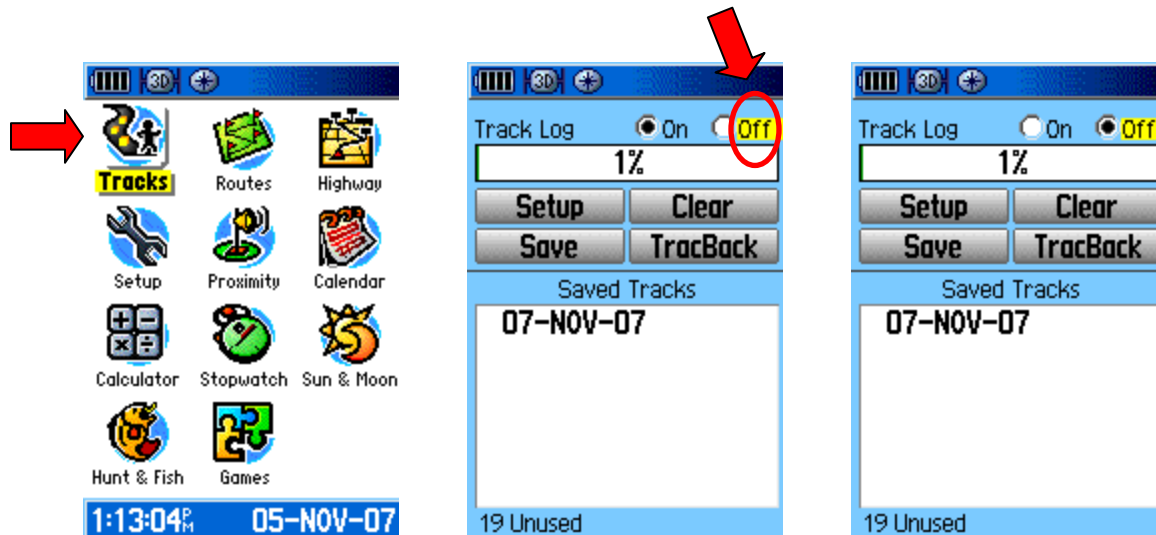 3D
Tracks Routes Highway
Setup Proximity Calendar
Calculator Stopwatch Sun & Moon
Hunt & Fish Games
1:13:04PM 05-NOV-07
3D
Track Log On Off
1%
Setup Clear
Save TracBack
Saved Tracks
07-NOV-07
19 Unused
3D
Track Log On Off
1%
Setup Clear
Save TracBack
Saved Tracks
07-NOV-07
19 Unused